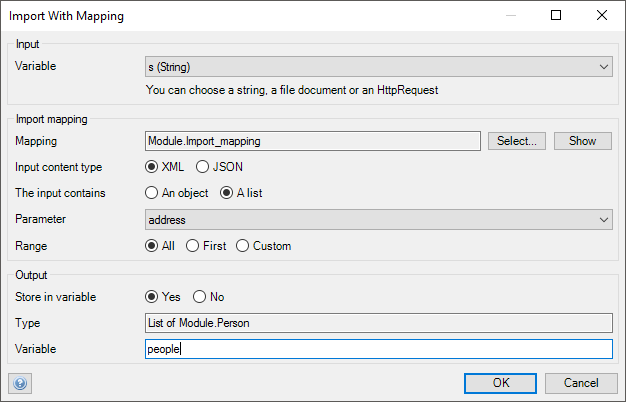 Import With Mapping
Input
Variable s (String)
You can choose a string, a file document or an HttpRequest
Import mapping
Mapping Module.Import_mapping Select... Show
Input content type XML JSON
The input contains An object A list
Parameter address
Range All First Custom
Output
Store in variable Yes No
Type List of Module.Person
Variable people
? OK Cancel